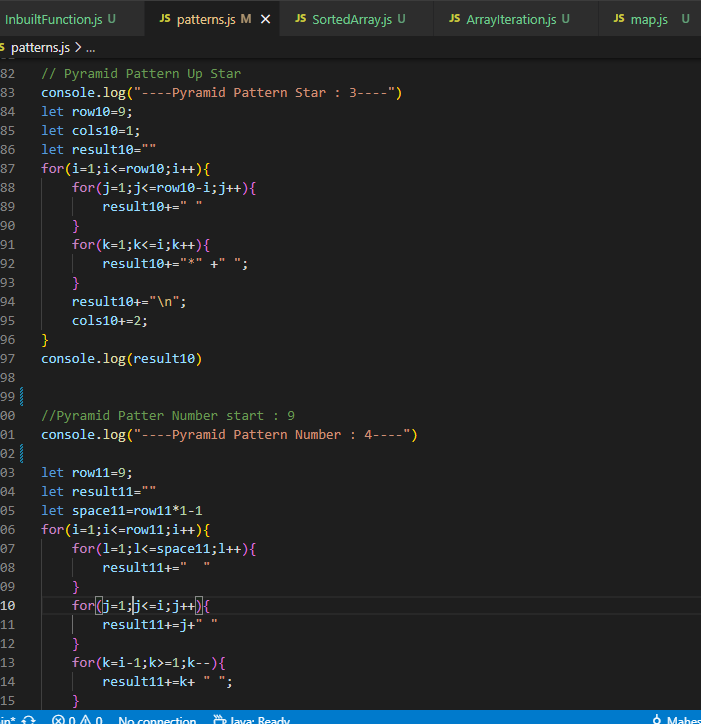 InbuiltFunction.js U JS patterns.js M × JS SortedArray.js U JS ArrayIteration.js U JS map.js U
patterns.js > ...
82 // Pyramid Pattern Up Star
83 console.log("----Pyramid Pattern Star : 3----")
84 let row10=9;
85 let cols10=1;
86 let result10=""
87 for(i=1;i<=row10;i++){
88     for(j=1;j<=row10-i;j++){
89         result10+=" "
90     }
91     for(k=1;k<=i;k++){
92         result10+="*" +" ";
93     }
94     result10+="\n";
95     cols10+=2;
96 }
97 console.log(result10)
98
99
00 //Pyramid Patter Number start : 9
01 console.log("----Pyramid Pattern Number : 4----")
02
03 let row11=9;
04 let result11=""
05 let space11=row11*1-1
06 for(i=1;i<=row11;i++){
07     for(l=1;l<=space11;l++){
08         result11+="  "
09     }
10     for(j=1;j<=i;j++){
11         result11+=j+" "
12     }
13     for(k=i-1;k>=1;k--){
14         result11+=k+ " ";
15     }
0 0 No connection Java: Ready